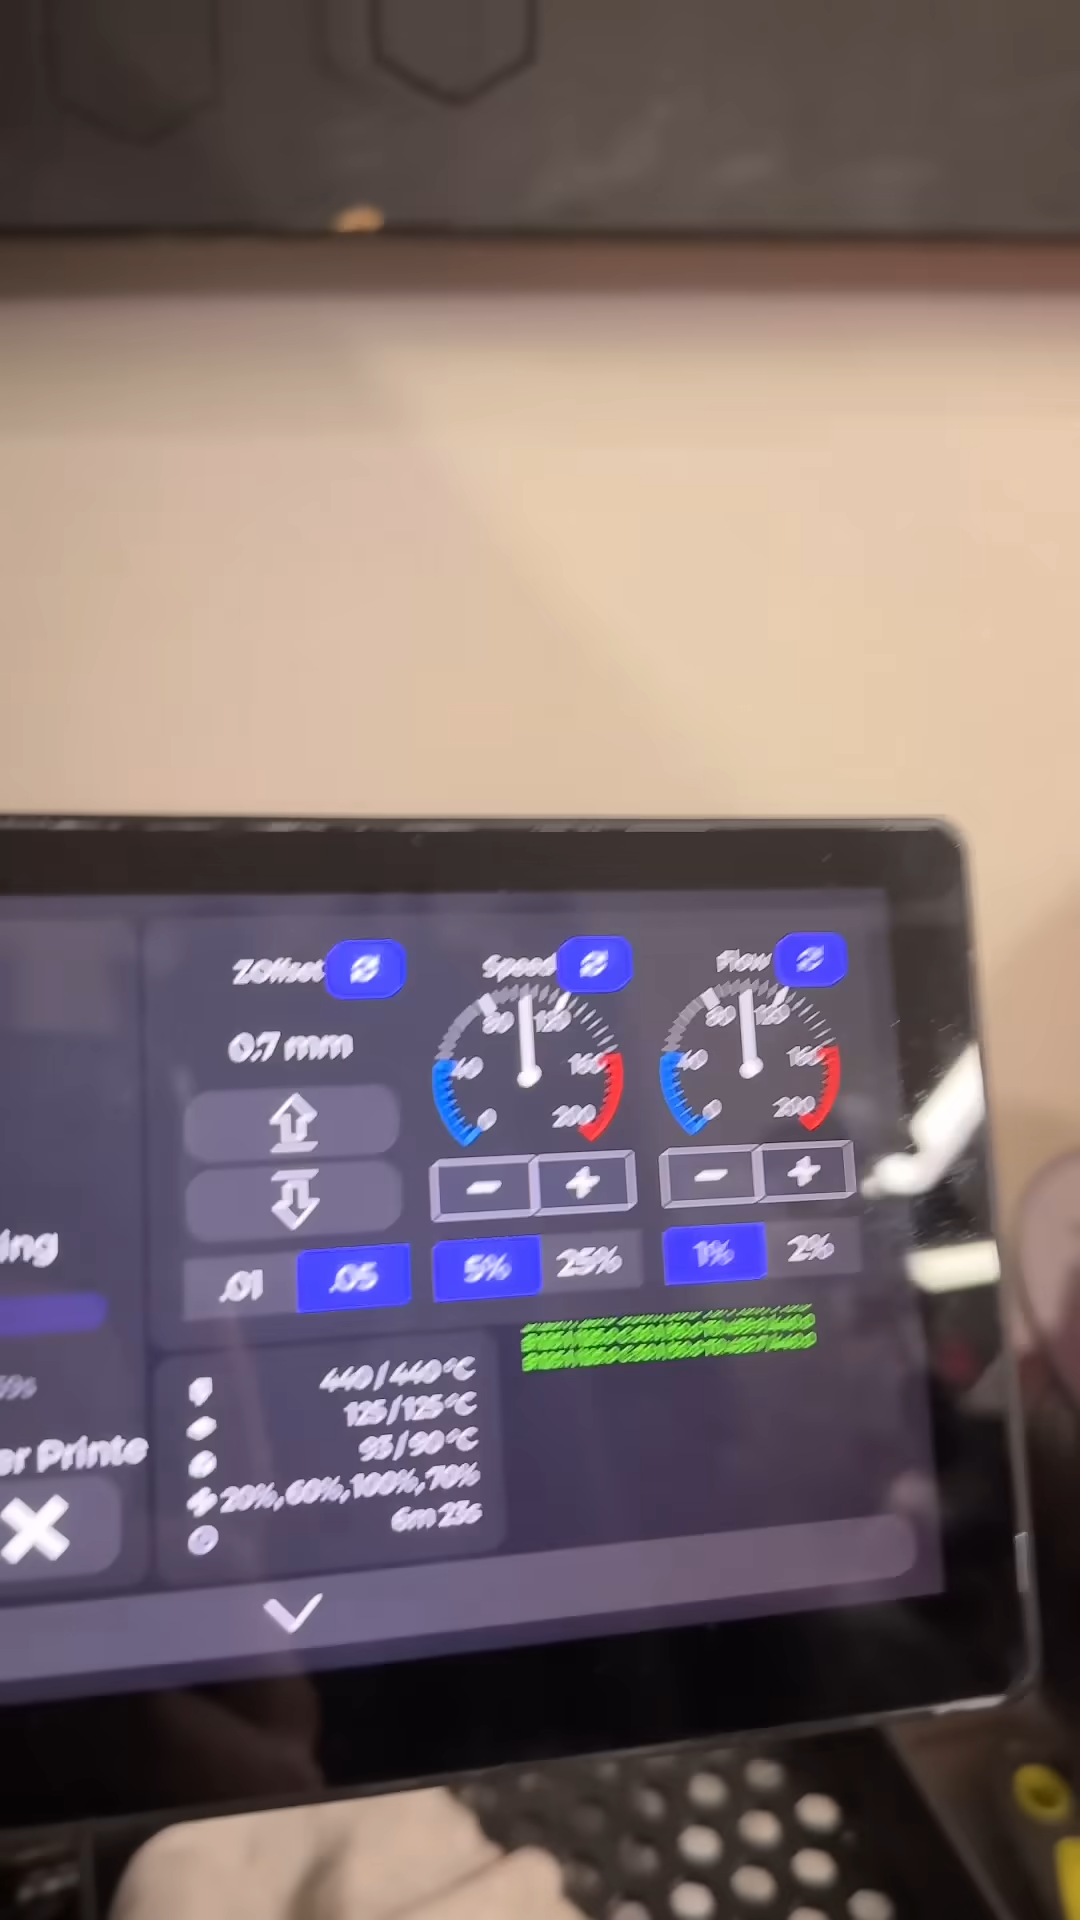 ZOffset
Speed
Flow
0.7 mm
80 120
40 160
0 200
80 120
40 160
0 200
- +
- +
.01 .05
5% 25%
1% 2%
ing
440/440°C
125/125°C
93/90°C
20%,60%,100%,70%
6m 23s
er Printe